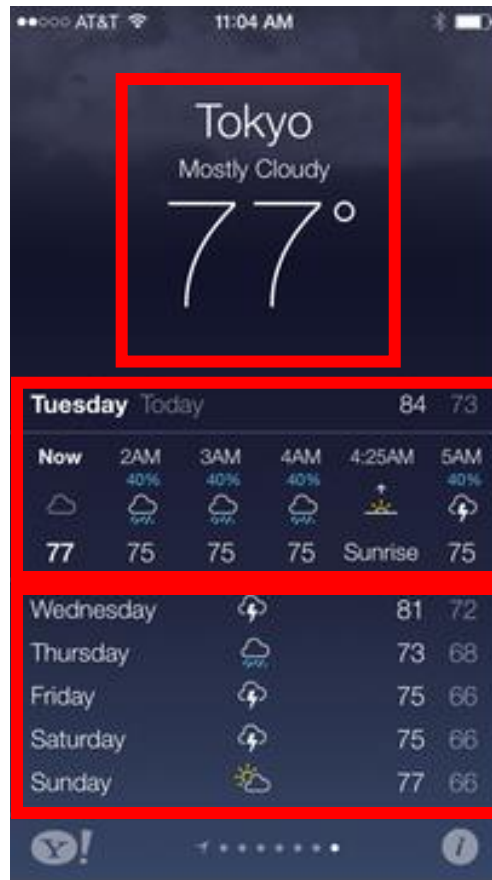 AT&T 11:04 AM
Tokyo
Mostly Cloudy
77°
Tuesday Today 84 73
Now 2AM 3AM 4AM 4:25AM 5AM
40% 40% 40% 40%
77 75 75 75 Sunrise 75
Wednesday 81 72
Thursday 73 68
Friday 75 66
Saturday 75 66
Sunday 77 66
Y! i